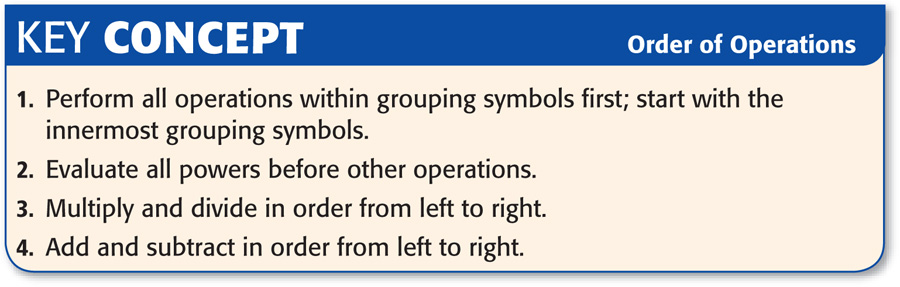 KEY CONCEPT
Order of Operations
1. Perform all operations within grouping symbols first; start with the
innermost grouping symbols.
2. Evaluate all powers before other operations.
3. Multiply and divide in order from left to right.
4. Add and subtract in order from left to right.